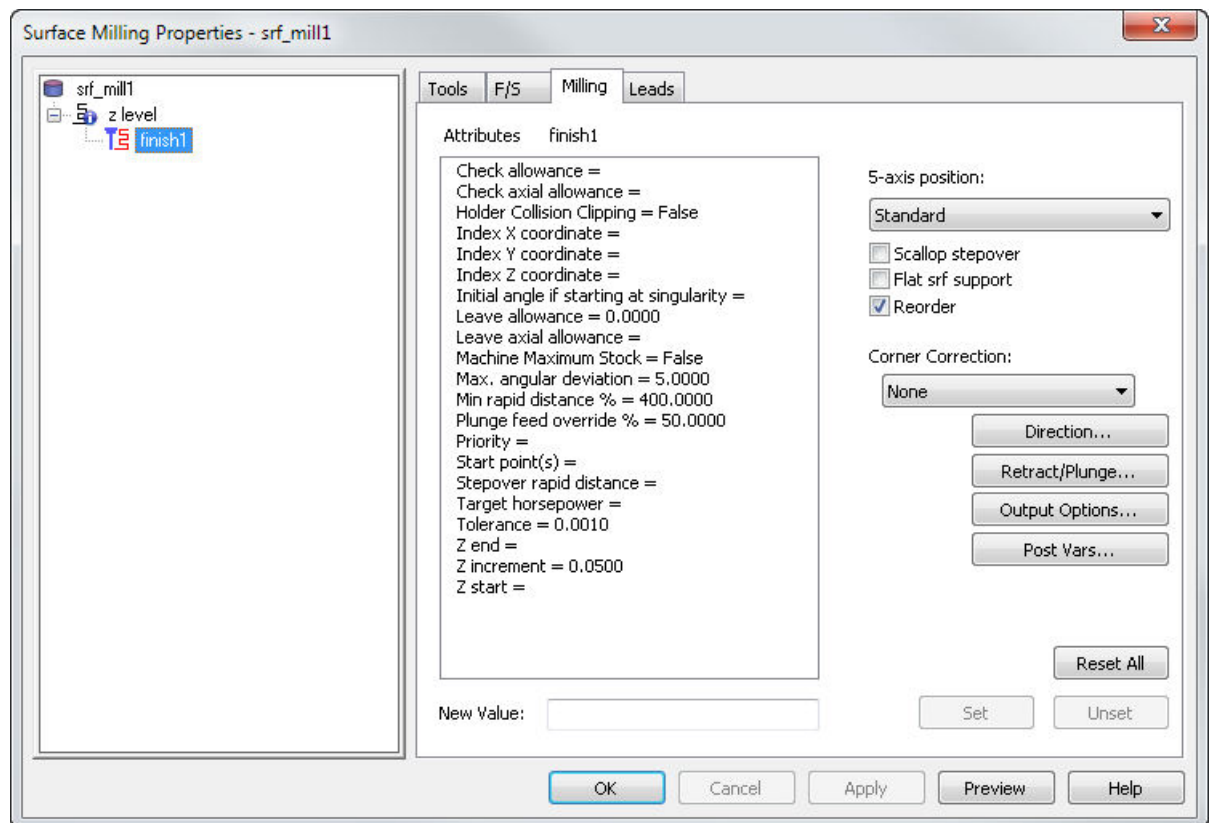 Surface Milling Properties - srf_mill1
srf_mill1
z level
finish1
Tools F/S Milling Leads
Attributes finish1
Check allowance =
Check axial allowance =
Holder Collision Clipping = False
Index X coordinate =
Index Y coordinate =
Index Z coordinate =
Initial angle if starting at singularity =
Leave allowance = 0.0000
Leave axial allowance =
Machine Maximum Stock = False
Max. angular deviation = 5.0000
Min rapid distance % = 400.0000
Plunge feed override % = 50.0000
Priority =
Start point(s) =
Stepover rapid distance =
Target horsepower =
Tolerance = 0.0010
Z end =
Z increment = 0.0500
Z start =
New Value:
5-axis position:
Standard
Scallop stepover
Flat srf support
Reorder
Corner Correction:
None
Direction...
Retract/Plunge...
Output Options...
Post Vars...
Reset All
Set Unset
OK Cancel Apply Preview Help